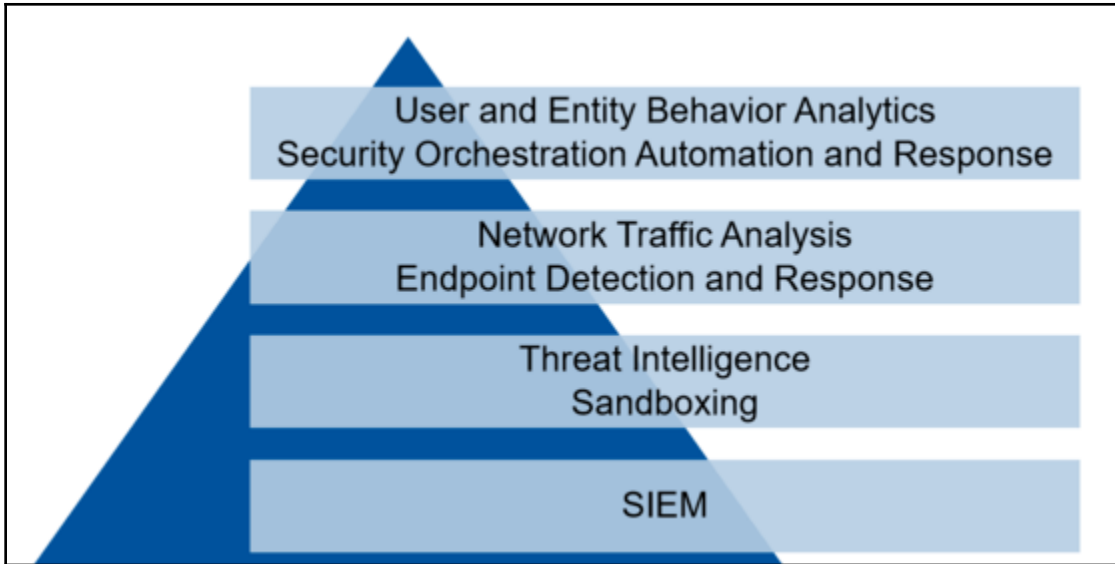 User and Entity Behavior Analytics
Security Orchestration Automation and Response
Network Traffic Analysis
Endpoint Detection and Response
Threat Intelligence
Sandboxing
SIEM